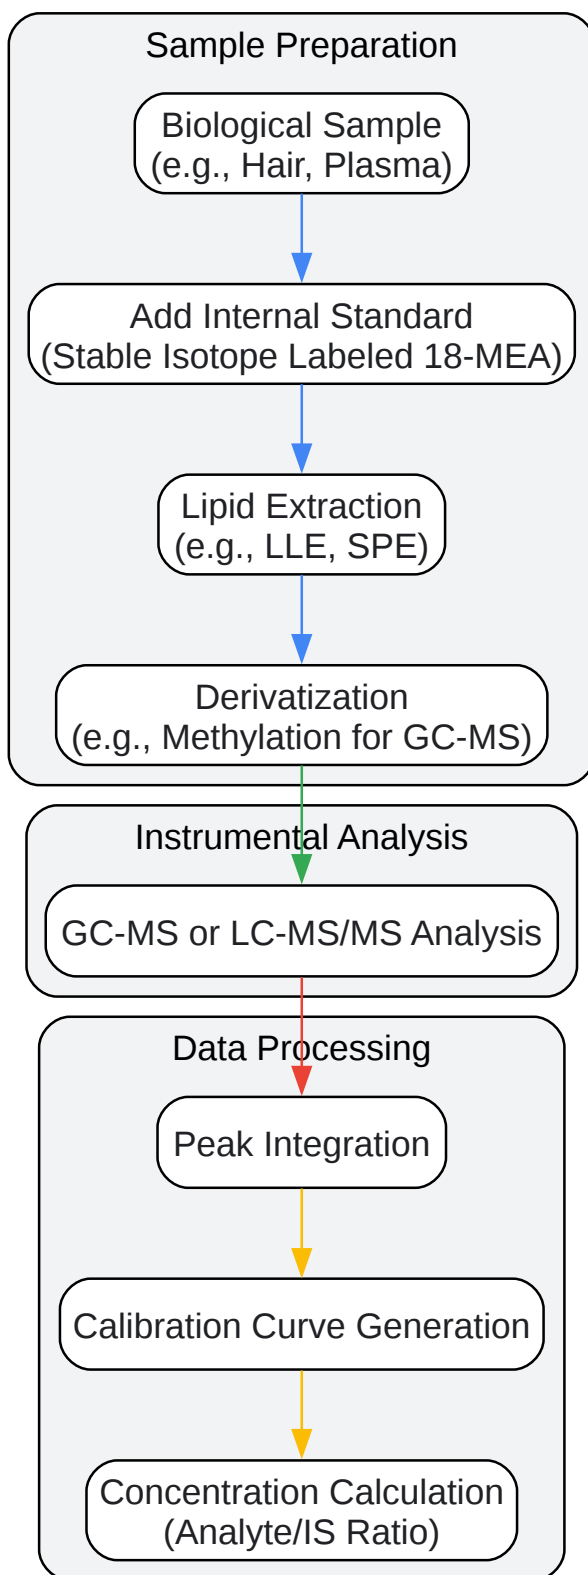 Sample Preparation
Biological Sample
(e.g., Hair, Plasma)
Add Internal Standard
(Stable Isotope Labeled 18-MEA)
Lipid Extraction
(e.g., LLE, SPE)
Derivatization
(e.g., Methylation for GC-MS)
Instrumental Analysis
GC-MS or LC-MS/MS Analysis
Data Processing
Peak Integration
Calibration Curve Generation
Concentration Calculation
(Analyte/IS Ratio)